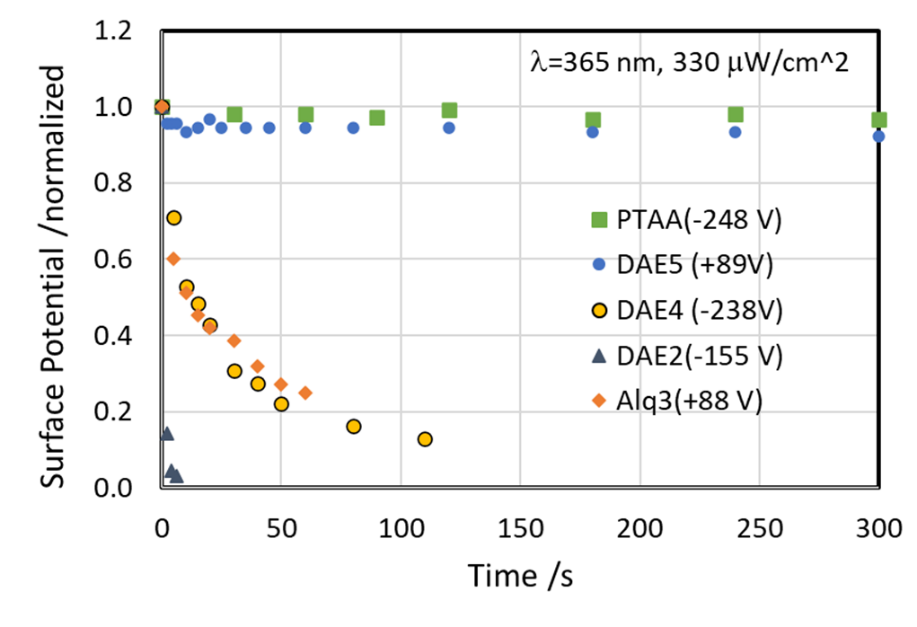 1.2
λ=365 nm, 330 μW/cm^2
1.0
0.8
0.6
0.4
0.2
0.0
Surface Potential /normalized
PTAA(-248 V)
DAE5 (+89V)
DAE4 (-238V)
DAE2(-155 V)
Alq3(+88 V)
0 50 100 150 200 250 300
Time /s